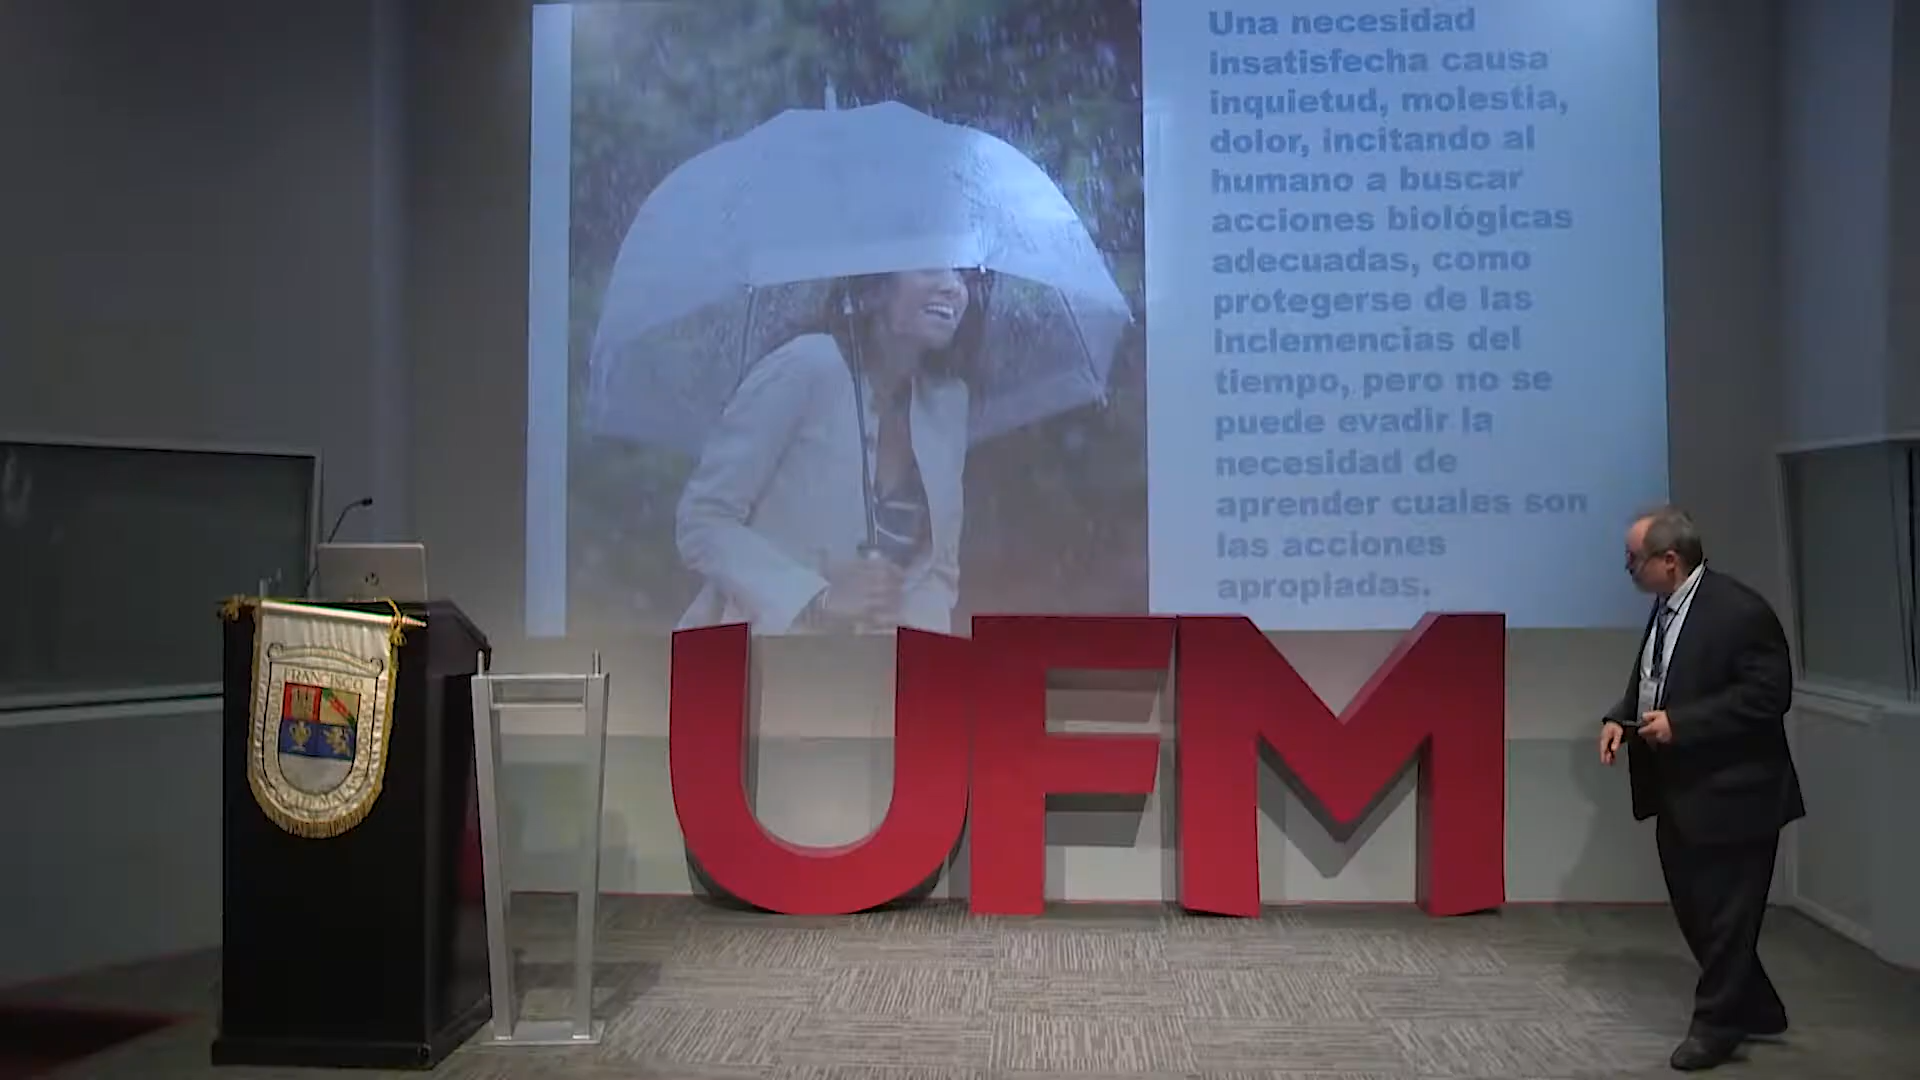 Una necesidad
insatisfecha causa
inquietud, molestia,
dolor, incitando al
humano a buscar
acciones biológicas
adecuadas, como
protegerse de las
inclemencias del
tiempo, pero no se
puede evadir la
necesidad de
aprender cuales son
las acciones
apropiadas.
UFM
FRANCISCO